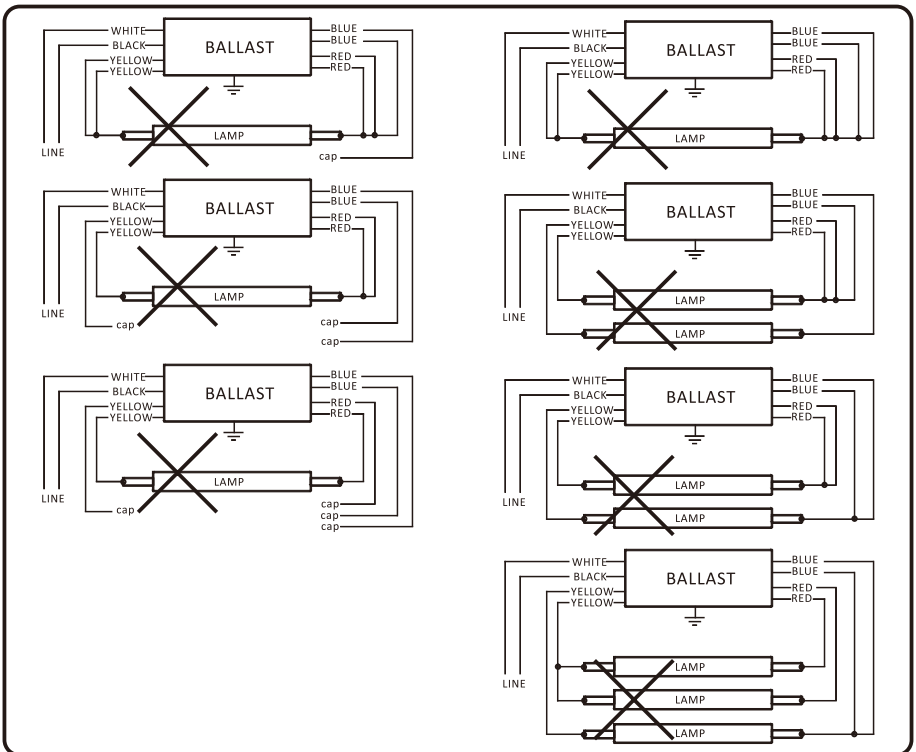 WHITE
BLACK
YELLOW
YELLOW
BALLAST
BLUE
BLUE
RED
RED
LAMP
LINE
cap
WHITE
BLACK
YELLOW
YELLOW
BALLAST
BLUE
BLUE
RED
RED
LAMP
LINE
cap
cap
cap
WHITE
BLACK
YELLOW
YELLOW
BALLAST
BLUE
BLUE
RED
RED
LAMP
LINE
cap
cap
cap
cap
WHITE
BLACK
YELLOW
YELLOW
BALLAST
BLUE
BLUE
RED
RED
LAMP
LINE
WHITE
BLACK
YELLOW
YELLOW
BALLAST
BLUE
BLUE
RED
RED
LAMP
LAMP
LINE
WHITE
BLACK
YELLOW
YELLOW
BALLAST
BLUE
BLUE
RED
RED
LAMP
LAMP
LINE
WHITE
BLACK
YELLOW
YELLOW
BALLAST
BLUE
BLUE
RED
RED
LAMP
LAMP
LAMP
LINE